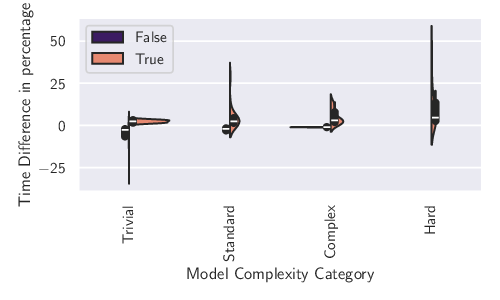 Time Difference in percentage
50
25
0
−25
False
True
Trivial
Standard
Complex
Hard
Model Complexity Category